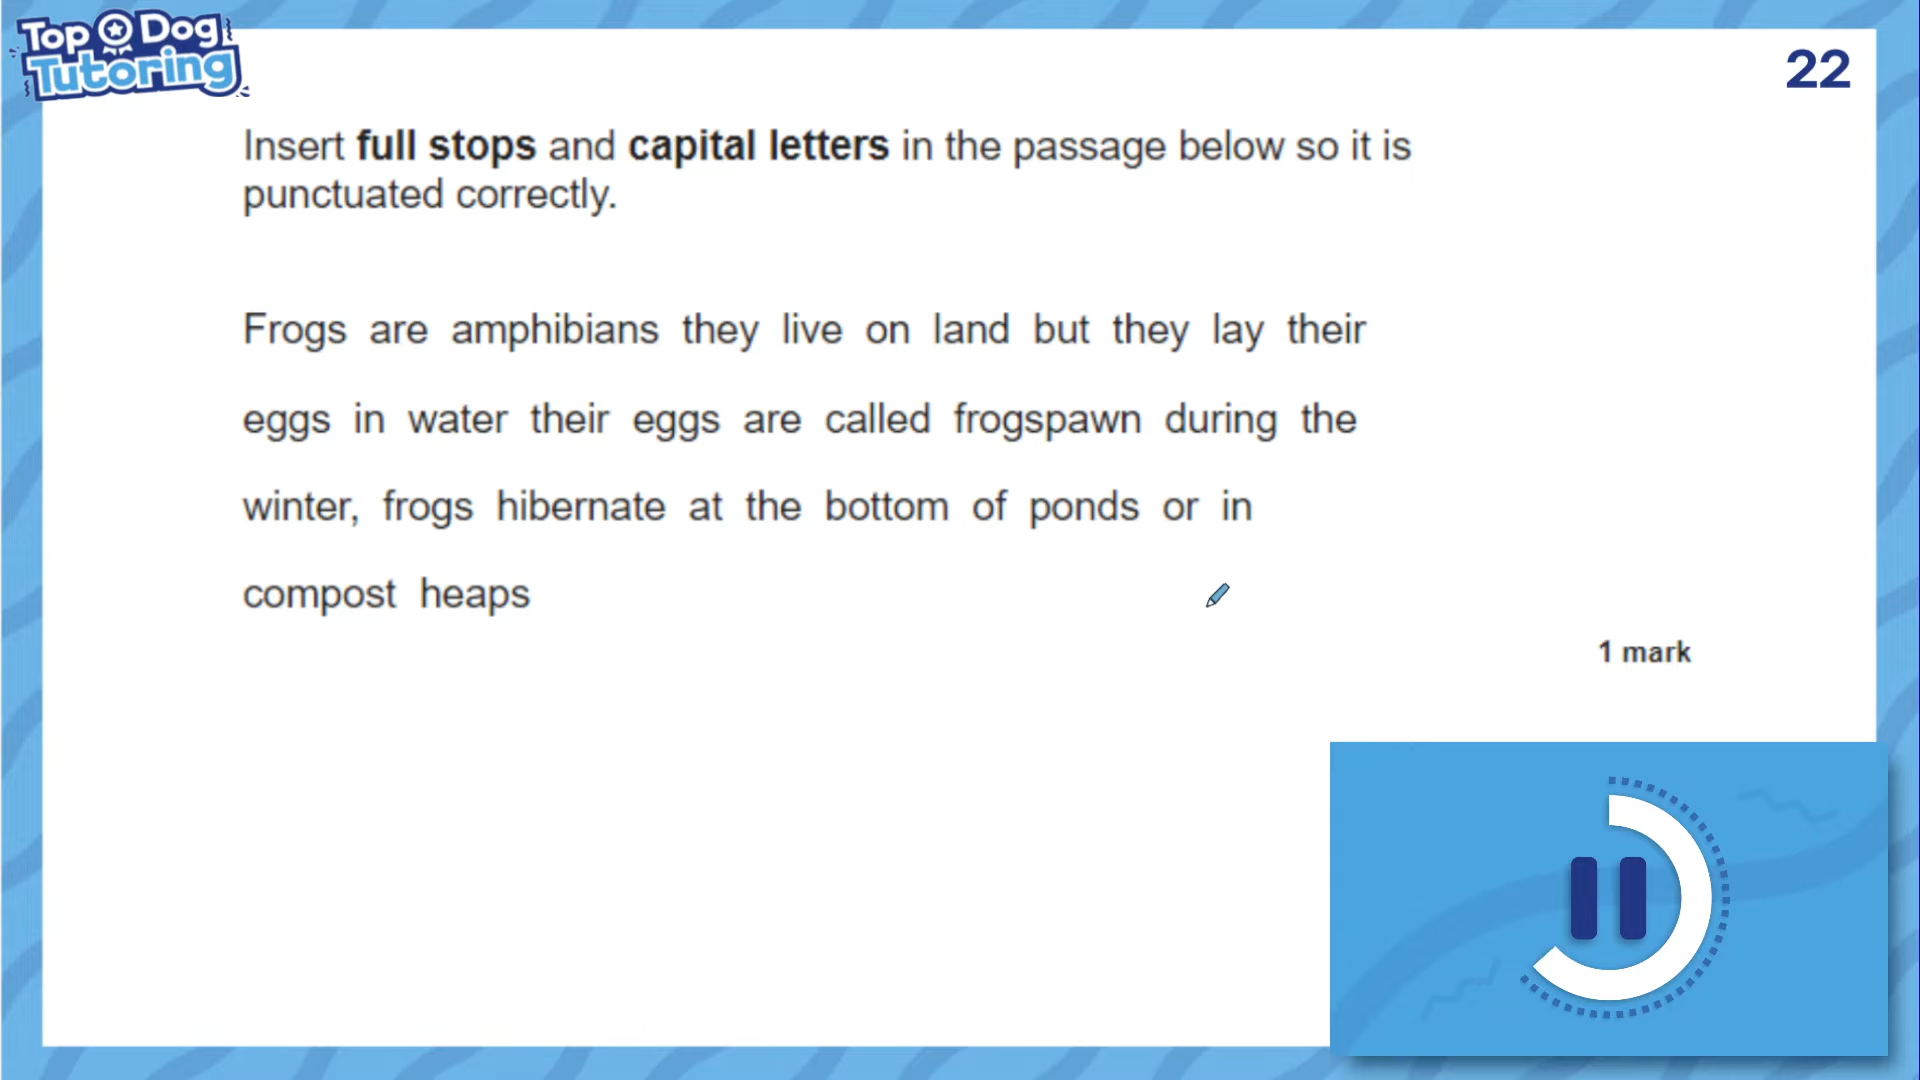 Top Dog
Tutoring
22
Insert full stops and capital letters in the passage below so it is
punctuated correctly.
Frogs are amphibians they live on land but they lay their
eggs in water their eggs are called frogspawn during the
winter, frogs hibernate at the bottom of ponds or in
compost heaps
1 mark